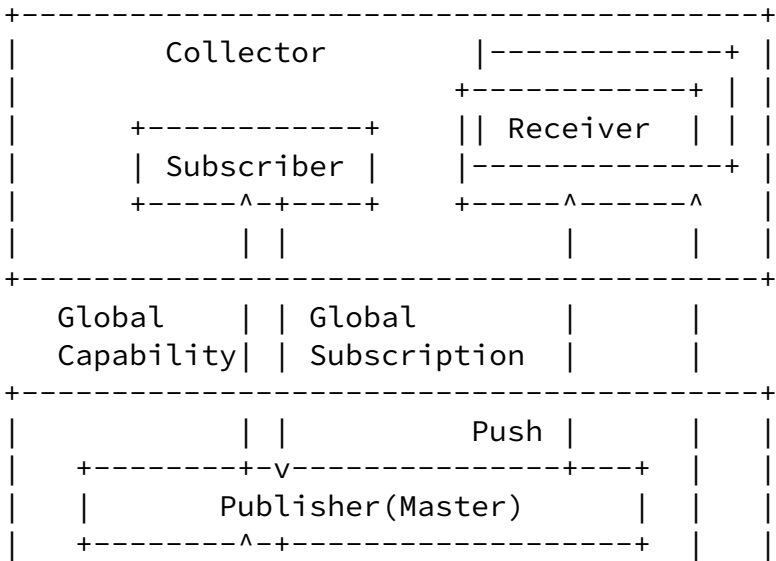 Collector
Receiver
Subscriber
Global Global
Capability Subscription
Push
Publisher(Master)